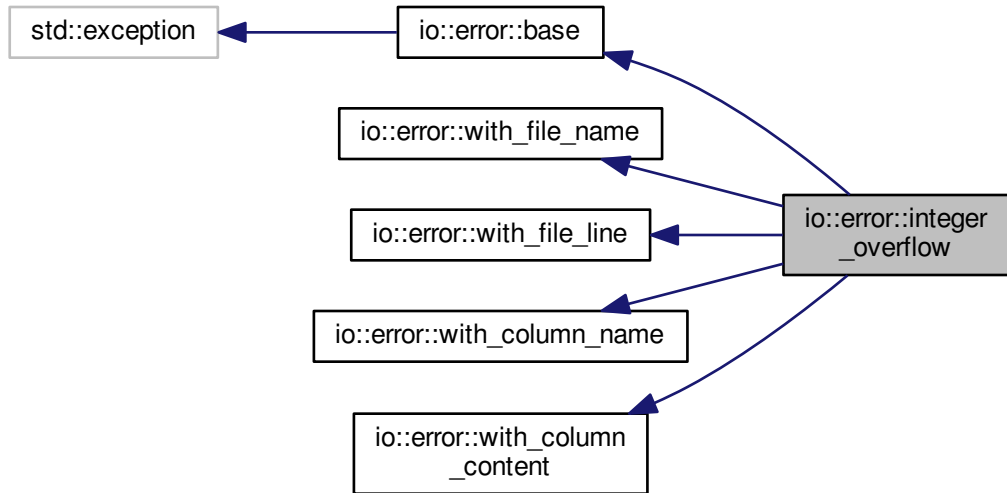 std::exception
io::error::base
io::error::with_file_name
io::error::integer
_overflow
io::error::with_file_line
io::error::with_column_name
io::error::with_column
_content